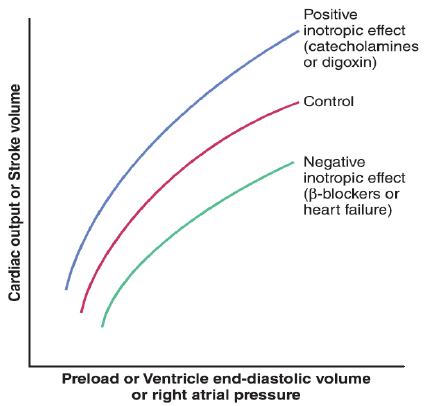 Positive
inotropic effect
(catecholamines
or digoxin)
Control
Negative
inotropic effect
(β-blockers or
heart failure)
Cardiac output or Stroke volume
Preload or Ventricle end-diastolic volume
or right atrial pressure